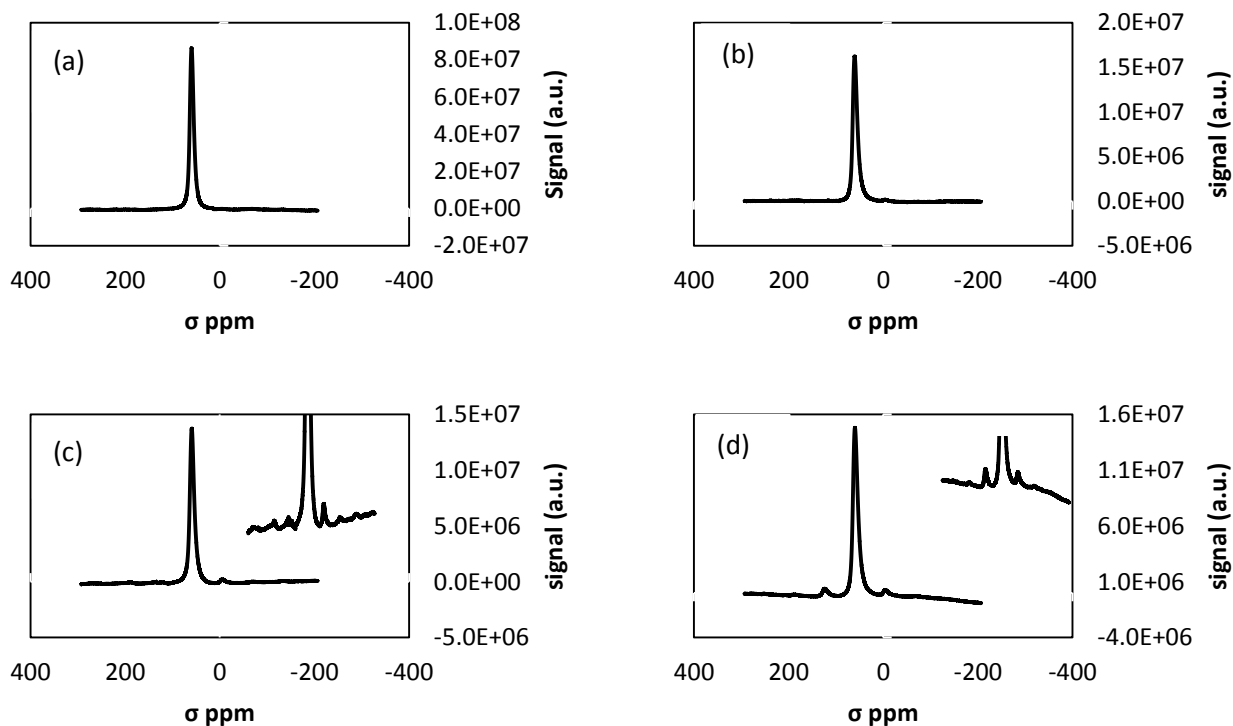 (a)
1.0E+08
8.0E+07
6.0E+07
4.0E+07
2.0E+07
0.0E+00
-2.0E+07
Signal (a.u.)
400 200 0 -200 -400
σ ppm
(b)
2.0E+07
1.5E+07
1.0E+07
5.0E+06
0.0E+00
-5.0E+06
signal (a.u.)
400 200 0 -200 -400
σ ppm
(c)
1.5E+07
1.0E+07
5.0E+06
0.0E+00
-5.0E+06
signal (a.u.)
400 200 0 -200 -400
σ ppm
(d)
1.6E+07
1.1E+07
6.0E+06
1.0E+06
-4.0E+06
signal (a.u.)
400 200 0 -200 -400
σ ppm